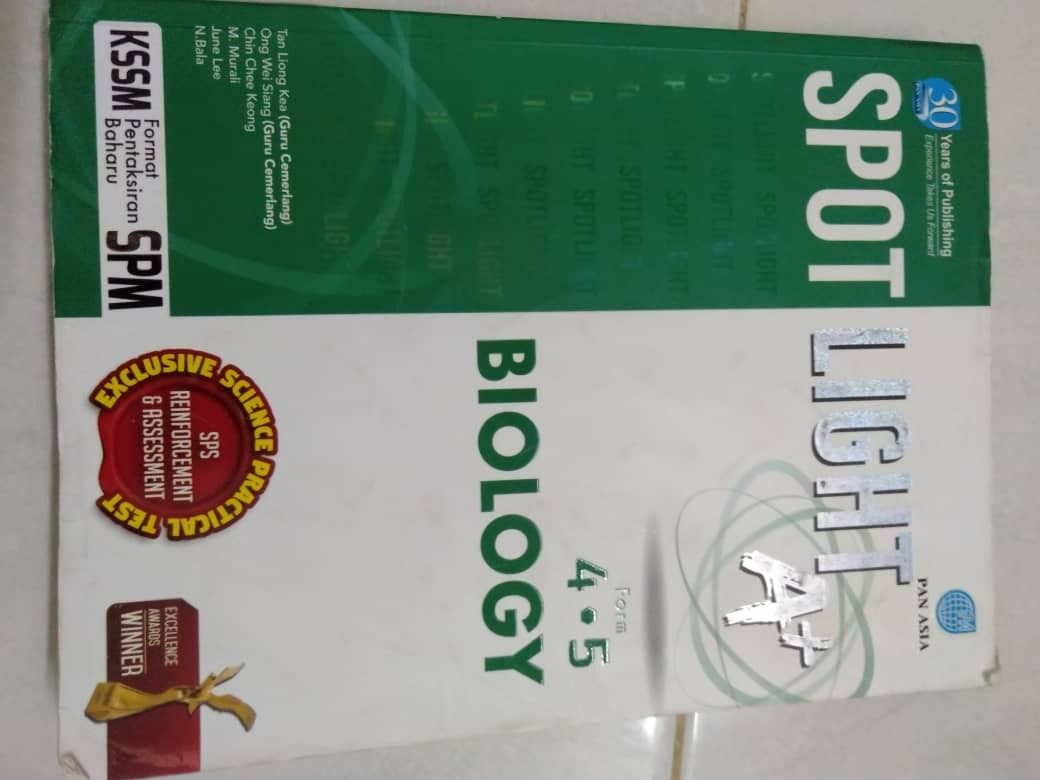 30 Years of Publishing
Experience Takes Us Forward
PAN ASIA
SPOTLIGHT
A+
Form
4 • 5
BIOLOGY
Tan Liong Kea (Guru Cemerlang)
Ong Wei Siang (Guru Cemerlang)
Chin Chee Keong
M. Murali
June Lee
N.Bala
KSSM Format
Pentaksiran SPM
Baharu
EXCLUSIVE SCIENCE PRACTICAL TEST
SPS
REINFORCEMENT
& ASSESSMENT
EXCELLENCE
AWARDS
WINNER